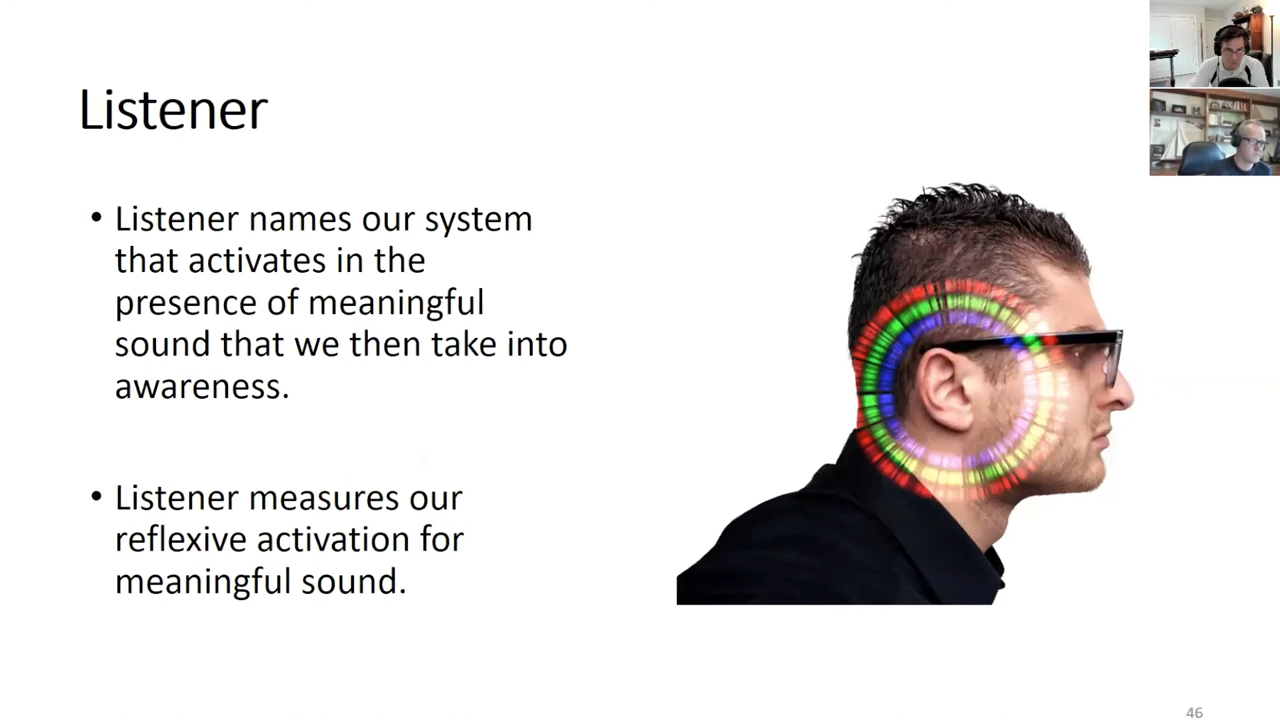 Listener
• Listener names our system
that activates in the
presence of meaningful
sound that we then take into
awareness.
• Listener measures our
reflexive activation for
meaningful sound.
46